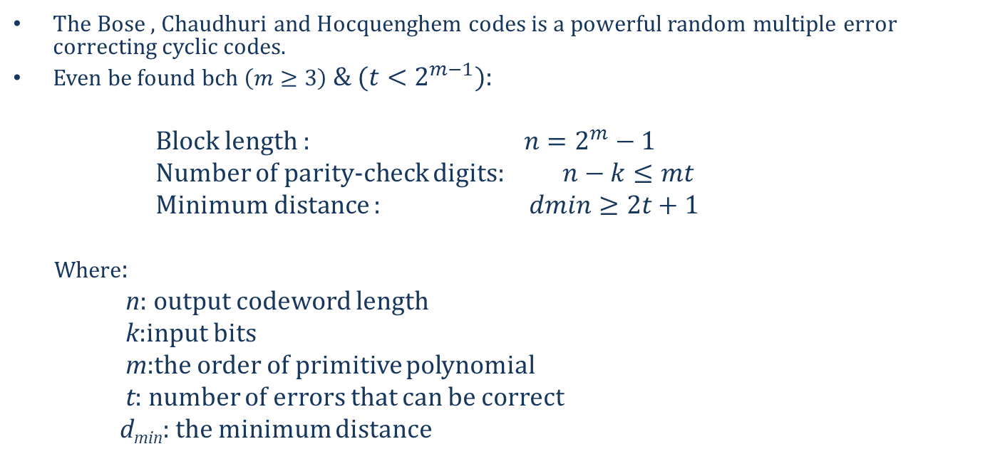 • The Bose , Chaudhuri and Hocquenghem codes is a powerful random multiple error
correcting cyclic codes.
• Even be found bch (m ≥ 3) & (t < 2^{m−1}):
Block length : n = 2^m − 1
Number of parity-check digits: n − k ≤ mt
Minimum distance : dmin ≥ 2t + 1
Where:
n: output codeword length
k:input bits
m:the order of primitive polynomial
t: number of errors that can be correct
d_{min}: the minimum distance